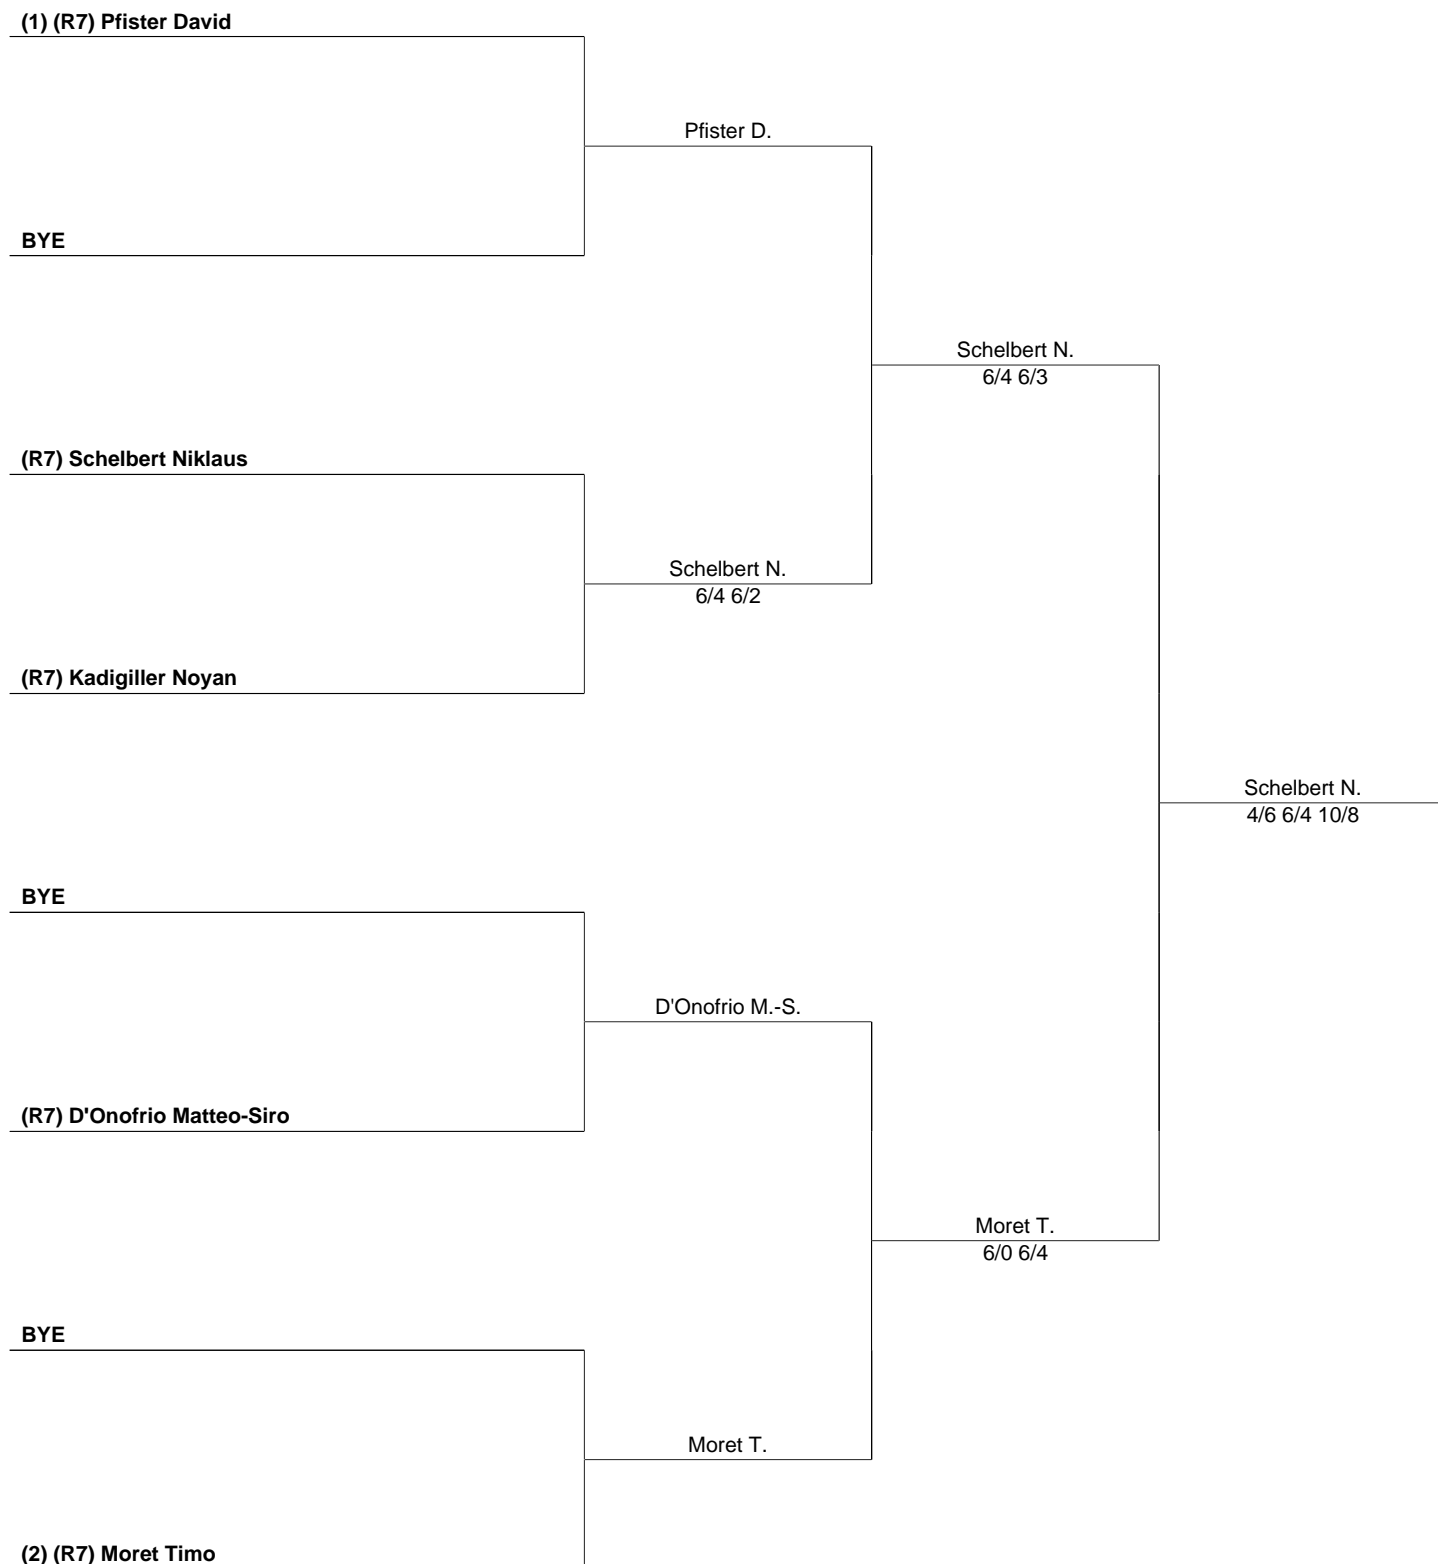 (1) (R7) Pfister David
Pfister D.
BYE
Schelbert N.
6/4 6/3
(R7) Schelbert Niklaus
Schelbert N.
6/4 6/2
(R7) Kadigiller Noyan
Schelbert N.
4/6 6/4 10/8
BYE
D'Onofrio M.-S.
(R7) D'Onofrio Matteo-Siro
Moret T.
6/0 6/4
BYE
Moret T.
(2) (R7) Moret Timo